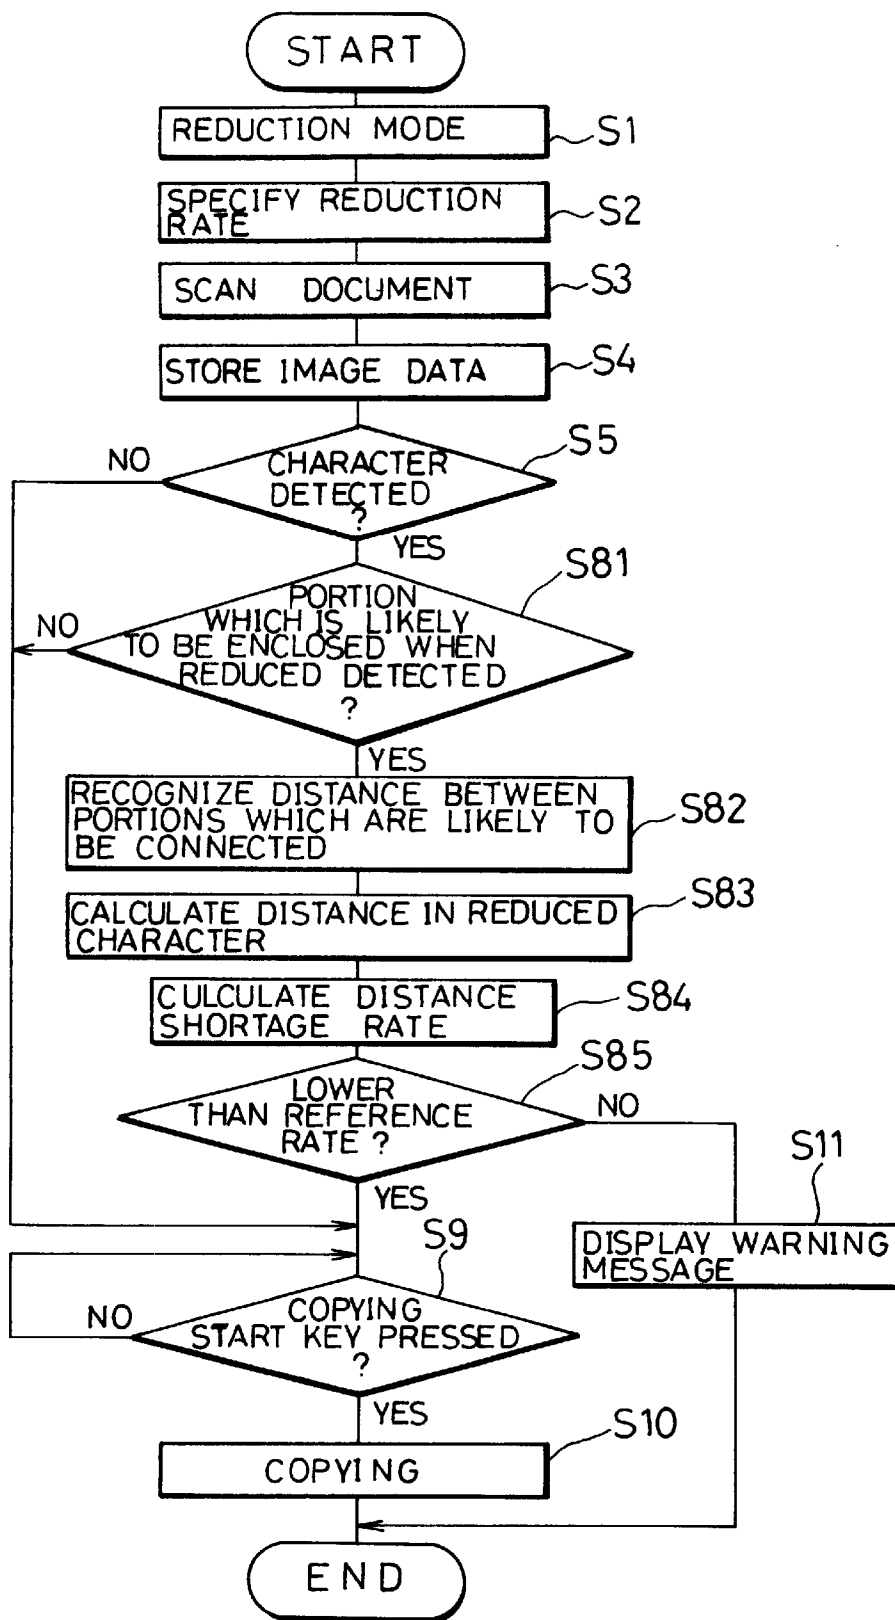 START
REDUCTION MODE
S1
SPECIFY REDUCTION
RATE
S2
SCAN DOCUMENT
S3
STORE IMAGE DATA
S4
CHARACTER
DETECTED
?
S5
NO
YES
PORTION
WHICH IS LIKELY
TO BE ENCLOSED WHEN
REDUCED DETECTED
?
S81
NO
YES
RECOGNIZE DISTANCE BETWEEN
PORTIONS WHICH ARE LIKELY TO
BE CONNECTED
S82
CALCULATE DISTANCE IN REDUCED
CHARACTER
S83
CULCULATE DISTANCE
SHORTAGE RATE
S84
LOWER
THAN REFERENCE
RATE ?
S85
NO
YES
S11
DISPLAY WARNING
MESSAGE
S9
COPYING
START KEY PRESSED
?
NO
YES
COPYING
S10
END